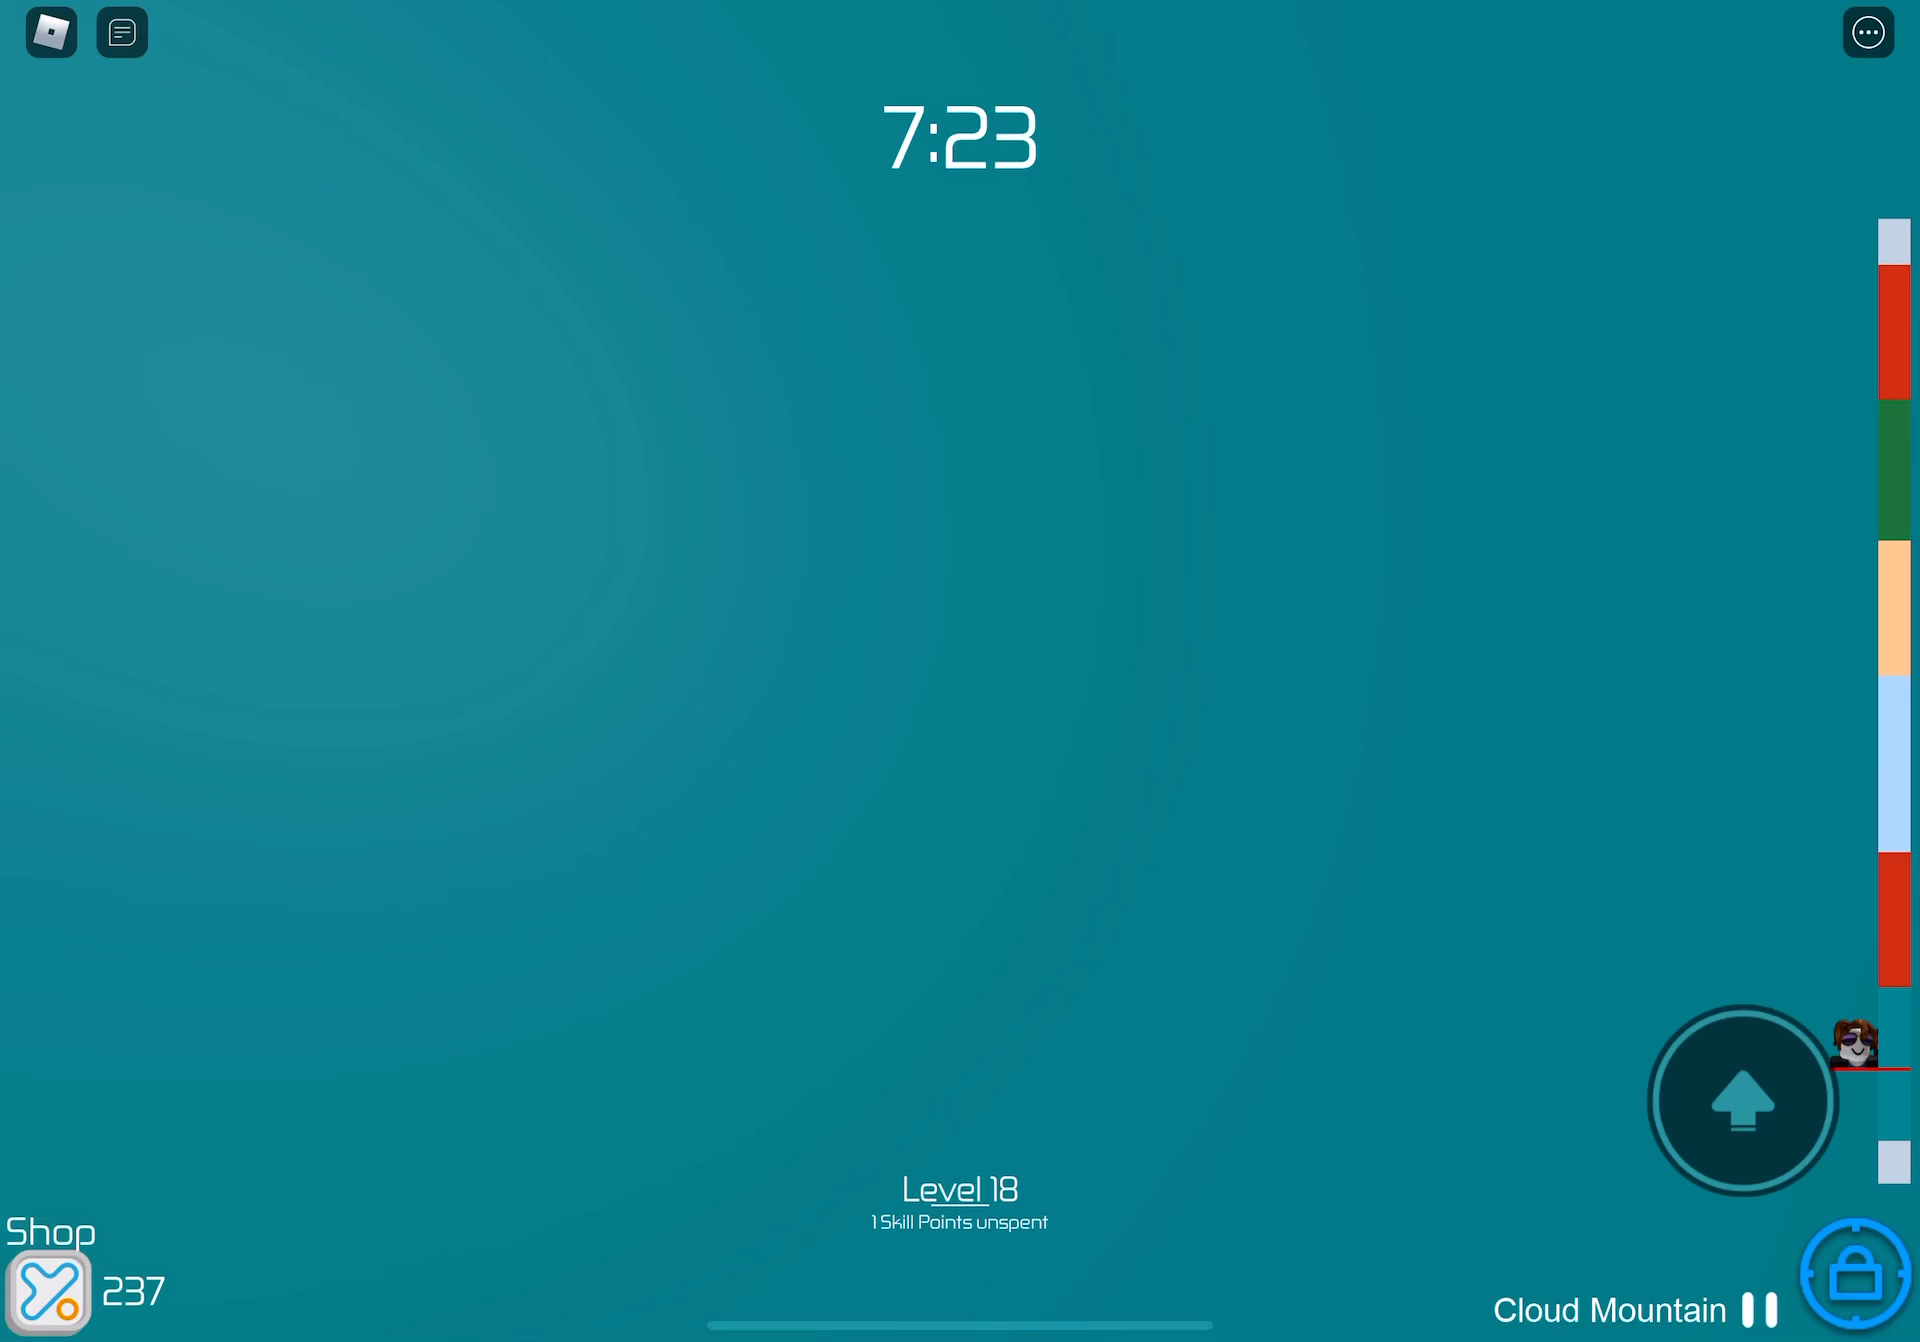 7:23
Level 18
1 Skill Points unspent
Shop
237
Cloud Mountain